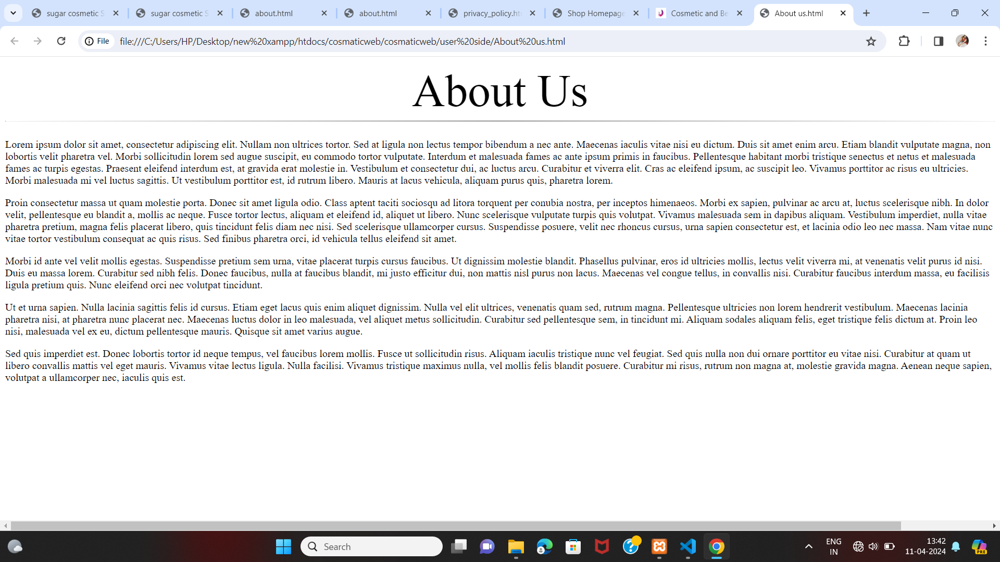 sugar cosmetic S
sugar cosmetic S
about.html
about.html
privacy_policy.ht
Shop Homepage
Cosmetic and Be
About us.html
File
file:///C:/Users/HP/Desktop/new%20xampp/htdocs/cosmaticweb/cosmaticweb/user%20side/About%20us.html
About Us
Lorem ipsum dolor sit amet, consectetur adipiscing elit. Nullam non ultrices tortor. Sed at ligula non lectus tempor bibendum a nec ante. Maecenas iaculis vitae nisi eu dictum. Duis sit amet enim arcu. Etiam blandit vulputate magna, non
lobortis velit pharetra vel. Morbi sollicitudin lorem sed augue suscipit, eu commodo tortor vulputate. Interdum et malesuada fames ac ante ipsum primis in faucibus. Pellentesque habitant morbi tristique senectus et netus et malesuada
fames ac turpis egestas. Praesent eleifend interdum est, at gravida erat molestie in. Vestibulum et consectetur dui, ac luctus arcu. Curabitur et viverra elit. Cras ac eleifend ipsum, ac suscipit leo. Vivamus porttitor ac risus eu ultricies.
Morbi malesuada mi vel luctus sagittis. Ut vestibulum porttitor est, id rutrum libero. Mauris at lacus vehicula, aliquam purus quis, pharetra lorem.
Proin consectetur massa ut quam molestie porta. Donec sit amet ligula odio. Class aptent taciti sociosqu ad litora torquent per conubia nostra, per inceptos himenaeos. Morbi ex sapien, pulvinar ac arcu at, luctus scelerisque nibh. In dolor
velit, pellentesque eu blandit a, mollis ac neque. Fusce tortor lectus, aliquam et eleifend id, aliquet ut libero. Nunc scelerisque vulputate turpis quis volutpat. Vivamus malesuada sem in dapibus aliquam. Vestibulum imperdiet, nulla vitae
pharetra pretium, magna felis placerat libero, quis tincidunt felis diam nec nisi. Sed scelerisque ullamcorper cursus. Suspendisse posuere, velit nec rhoncus cursus, urna sapien consectetur est, et lacinia odio leo nec massa. Nam vitae nunc
vitae tortor vestibulum consequat ac quis risus. Sed finibus pharetra orci, id vehicula tellus eleifend sit amet.
Morbi id ante vel velit mollis egestas. Suspendisse pretium sem urna, vitae placerat turpis cursus faucibus. Ut dignissim molestie blandit. Phasellus pulvinar, eros id ultricies mollis, lectus velit viverra mi, at venenatis velit purus id nisi.
Duis eu massa lorem. Curabitur sed nibh felis. Donec faucibus, nulla at faucibus blandit, mi justo efficitur dui, non mattis nisl purus non lacus. Maecenas vel congue tellus, in convallis nisi. Curabitur faucibus interdum massa, eu facilisis
ligula pretium quis. Nunc eleifend orci nec volutpat tincidunt.
Ut et urna sapien. Nulla lacinia sagittis felis id cursus. Etiam eget lacus quis enim aliquet dignissim. Nulla vel elit ultrices, venenatis quam sed, rutrum magna. Pellentesque ultricies non lorem hendrerit vestibulum. Maecenas lacinia
pharetra nisi, at pharetra nunc placerat nec. Maecenas luctus dolor in leo malesuada, vel aliquet metus sollicitudin. Curabitur sed pellentesque sem, in tincidunt mi. Aliquam sodales aliquam felis, eget tristique felis dictum at. Proin leo
nisi, malesuada vel ex eu, dictum pellentesque mauris. Quisque sit amet varius augue.
Sed quis imperdiet est. Donec lobortis tortor id neque tempus, vel faucibus lorem mollis. Fusce ut sollicitudin risus. Aliquam iaculis tristique nunc vel feugiat. Sed quis nulla non dui ornare porttitor eu vitae nisi. Curabitur at quam ut
libero convallis mattis vel eget mauris. Vivamus vitae lectus ligula. Nulla facilisi. Vivamus tristique maximus nulla, vel mollis felis blandit posuere. Curabitur mi risus, rutrum non magna at, molestie gravida magna. Aenean neque sapien,
volutpat a ullamcorper nec, iaculis quis est.
Search
ENG
IN
13:42
11-04-2024
PRE